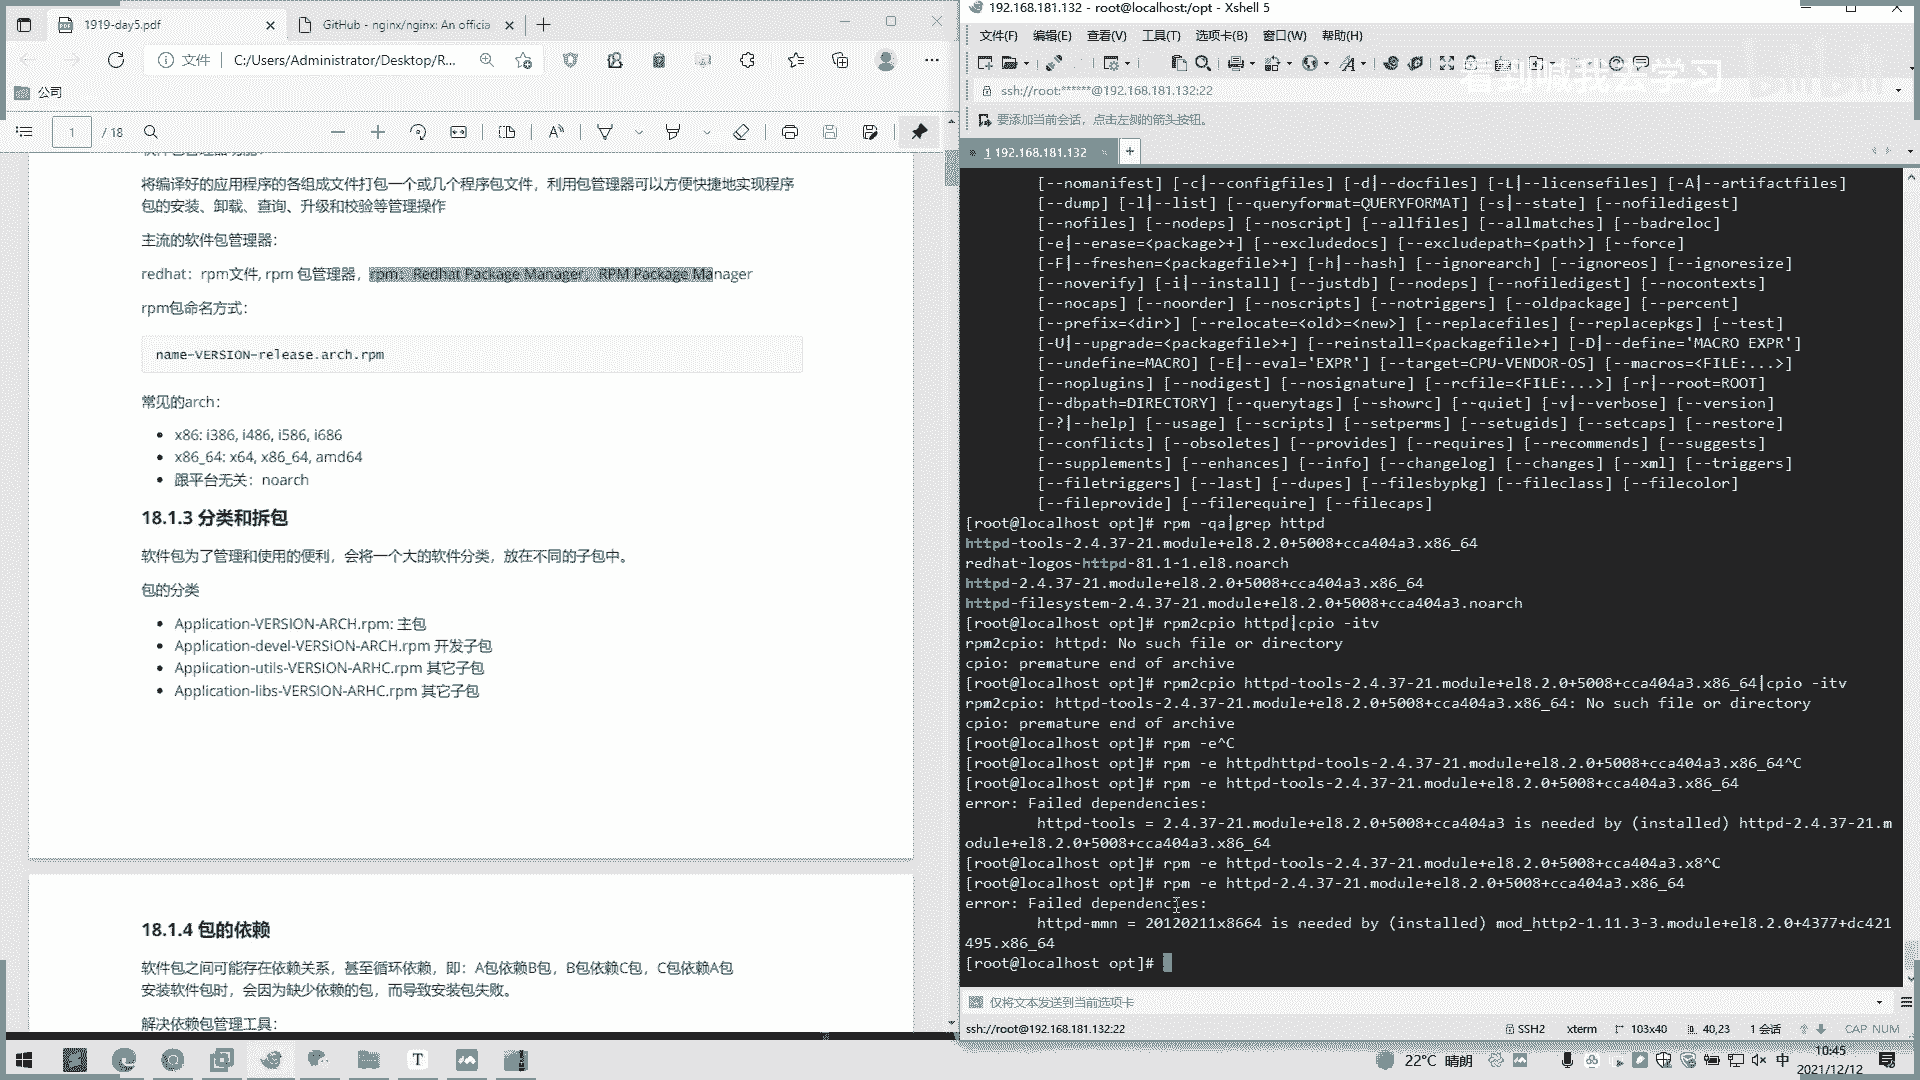 1919-day5.pdf
GitHub - nginx/nginx: An officia
文件
C:/Users/Administrator/Desktop/R...
公司
1 / 18
将编译好的应用程序的各组成文件打包一个或几个程序包文件，利用包管理器可以方便快捷地实现程序
包的安装、卸载、查询、升级和校验等管理操作
主流的软件包管理器：
redhat：rpm文件, rpm 包管理器，rpm：Redhat Package Manager，RPM Package Manager
rpm包命名方式：
name-VERSION-release.arch.rpm
常见的arch：
x86: i386, i486, i586, i686
x86_64: x64, x86_64, amd64
跟平台无关：noarch
18.1.3 分类和拆包
软件包为了管理和使用的便利，会将一个大的软件分类，放在不同的子包中。
包的分类
Application-VERSION-ARCH.rpm: 主包
Application-devel-VERSION-ARCH.rpm 开发子包
Application-utils-VERSION-ARHC.rpm 其它子包
Application-libs-VERSION-ARHC.rpm 其它子包
18.1.4 包的依赖
软件包之间可能存在依赖关系，甚至循环依赖，即：A包依赖B包，B包依赖C包，C包依赖A包
安装软件包时，会因为缺少依赖的包，而导致安装包失败。
解决依赖包管理工具：
192.168.181.132 - root@localhost:/opt - Xshell 5
文件(F) 编辑(E) 查看(V) 工具(T) 选项卡(B) 窗口(W) 帮助(H)
看到喊我去学习
ssh://root:******@192.168.181.132:22
要添加当前会话，点击左侧的箭头按钮。
1 192.168.181.132
[--nomanifest] [-c|--configfiles] [-d|--docfiles] [-L|--licensefiles] [-A|--artifactfiles]
[--dump] [-l|--list] [--queryformat=QUERYFORMAT] [-s|--state] [--nofiledigest]
[--nofiles] [--nodeps] [--noscript] [--allfiles] [--allmatches] [--badreloc]
[-e|--erase=<package>+] [--excludedocs] [--excludepath=<path>] [--force]
[-F|--freshen=<packagefile>+] [-h|--hash] [--ignorearch] [--ignoreos] [--ignoresize]
[--noverify] [-i|--install] [--justdb] [--nodeps] [--nofiledigest] [--nocontexts]
[--nocaps] [--noorder] [--noscripts] [--notriggers] [--oldpackage] [--percent]
[--prefix=<dir>] [--relocate=<old>=<new>] [--replacefiles] [--replacepkgs] [--test]
[-U|--upgrade=<packagefile>+] [--reinstall=<packagefile>+] [-D|--define='MACRO EXPR']
[--undefine=MACRO] [-E|--eval='EXPR'] [--target=CPU-VENDOR-OS] [--macros=<FILE:...>]
[--noplugins] [--nodigest] [--nosignature] [--rcfile=<FILE:...>] [-r|--root=ROOT]
[--dbpath=DIRECTORY] [--querytags] [--showrc] [--quiet] [-v|--verbose] [--version]
[-?|--help] [--usage] [--scripts] [--setperms] [--setugids] [--setcaps] [--restore]
[--conflicts] [--obsoletes] [--provides] [--requires] [--recommends] [--suggests]
[--supplements] [--enhances] [--info] [--changelog] [--changes] [--xml] [--triggers]
[--filetriggers] [--last] [--dupes] [--filesbypkg] [--fileclass] [--filecolor]
[--fileprovide] [--filerequire] [--filecaps]
[root@localhost opt]# rpm -qa|grep httpd
httpd-tools-2.4.37-21.module+el8.2.0+5008+cca404a3.x86_64
redhat-logos-httpd-81.1-1.el8.noarch
httpd-2.4.37-21.module+el8.2.0+5008+cca404a3.x86_64
httpd-filesystem-2.4.37-21.module+el8.2.0+5008+cca404a3.noarch
[root@localhost opt]# rpm2cpio httpd|cpio -itv
rpm2cpio: httpd: No such file or directory
cpio: premature end of archive
[root@localhost opt]# rpm2cpio httpd-tools-2.4.37-21.module+el8.2.0+5008+cca404a3.x86_64|cpio -itv
rpm2cpio: httpd-tools-2.4.37-21.module+el8.2.0+5008+cca404a3.x86_64: No such file or directory
cpio: premature end of archive
[root@localhost opt]# rpm -e^C
[root@localhost opt]# rpm -e httpdhttpd-tools-2.4.37-21.module+el8.2.0+5008+cca404a3.x86_64^C
[root@localhost opt]# rpm -e httpd-tools-2.4.37-21.module+el8.2.0+5008+cca404a3.x86_64
error: Failed dependencies:
httpd-tools = 2.4.37-21.module+el8.2.0+5008+cca404a3 is needed by (installed) httpd-2.4.37-21.m
odule+el8.2.0+5008+cca404a3.x86_64
[root@localhost opt]# rpm -e httpd-tools-2.4.37-21.module+el8.2.0+5008+cca404a3.x8^C
[root@localhost opt]# rpm -e httpd-2.4.37-21.module+el8.2.0+5008+cca404a3.x86_64
error: Failed dependencies:
httpd-mmn = 20120211x8664 is needed by (installed) mod_http2-1.11.3-3.module+el8.2.0+4377+dc421
495.x86_64
[root@localhost opt]#
仅将文本发送到当前选项卡
ssh://root@192.168.181.132:22
SSH2 xterm 103x40 40,23 1 会话 CAP NUM
T
22°C 晴朗
中
10:45
2021/12/12